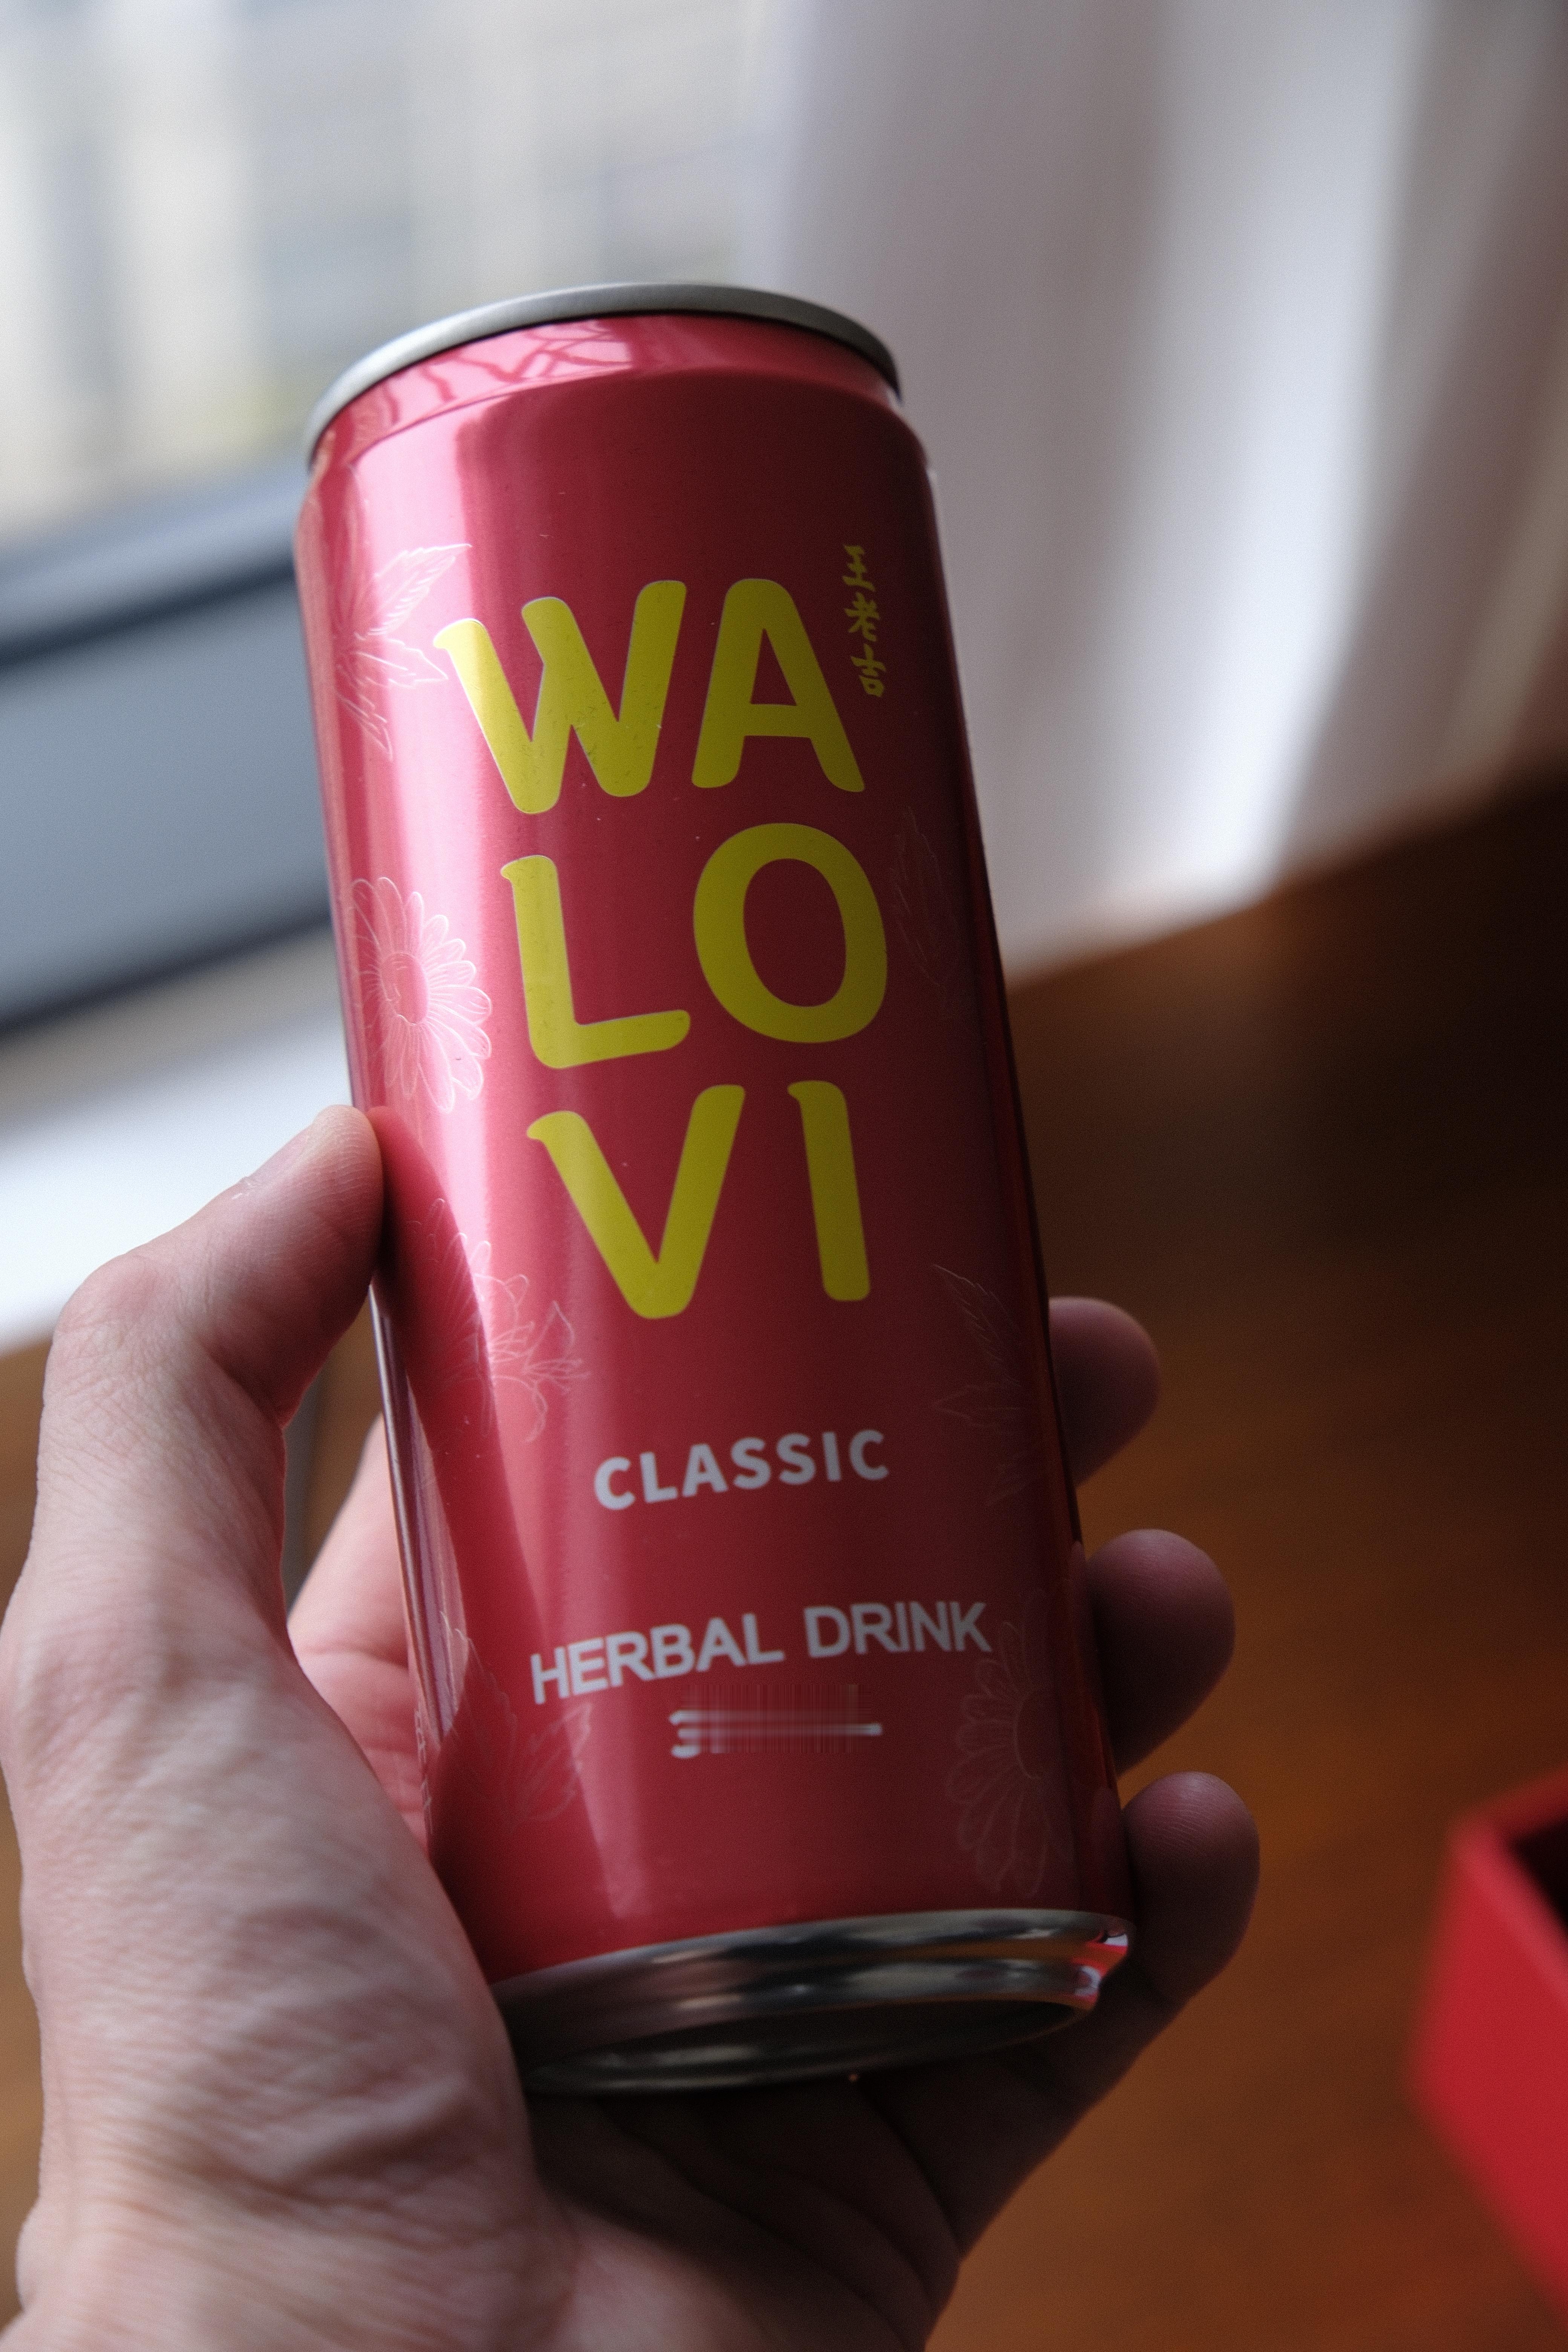 WA
王老吉
LO
VI
CLASSIC
HERBAL DRINK